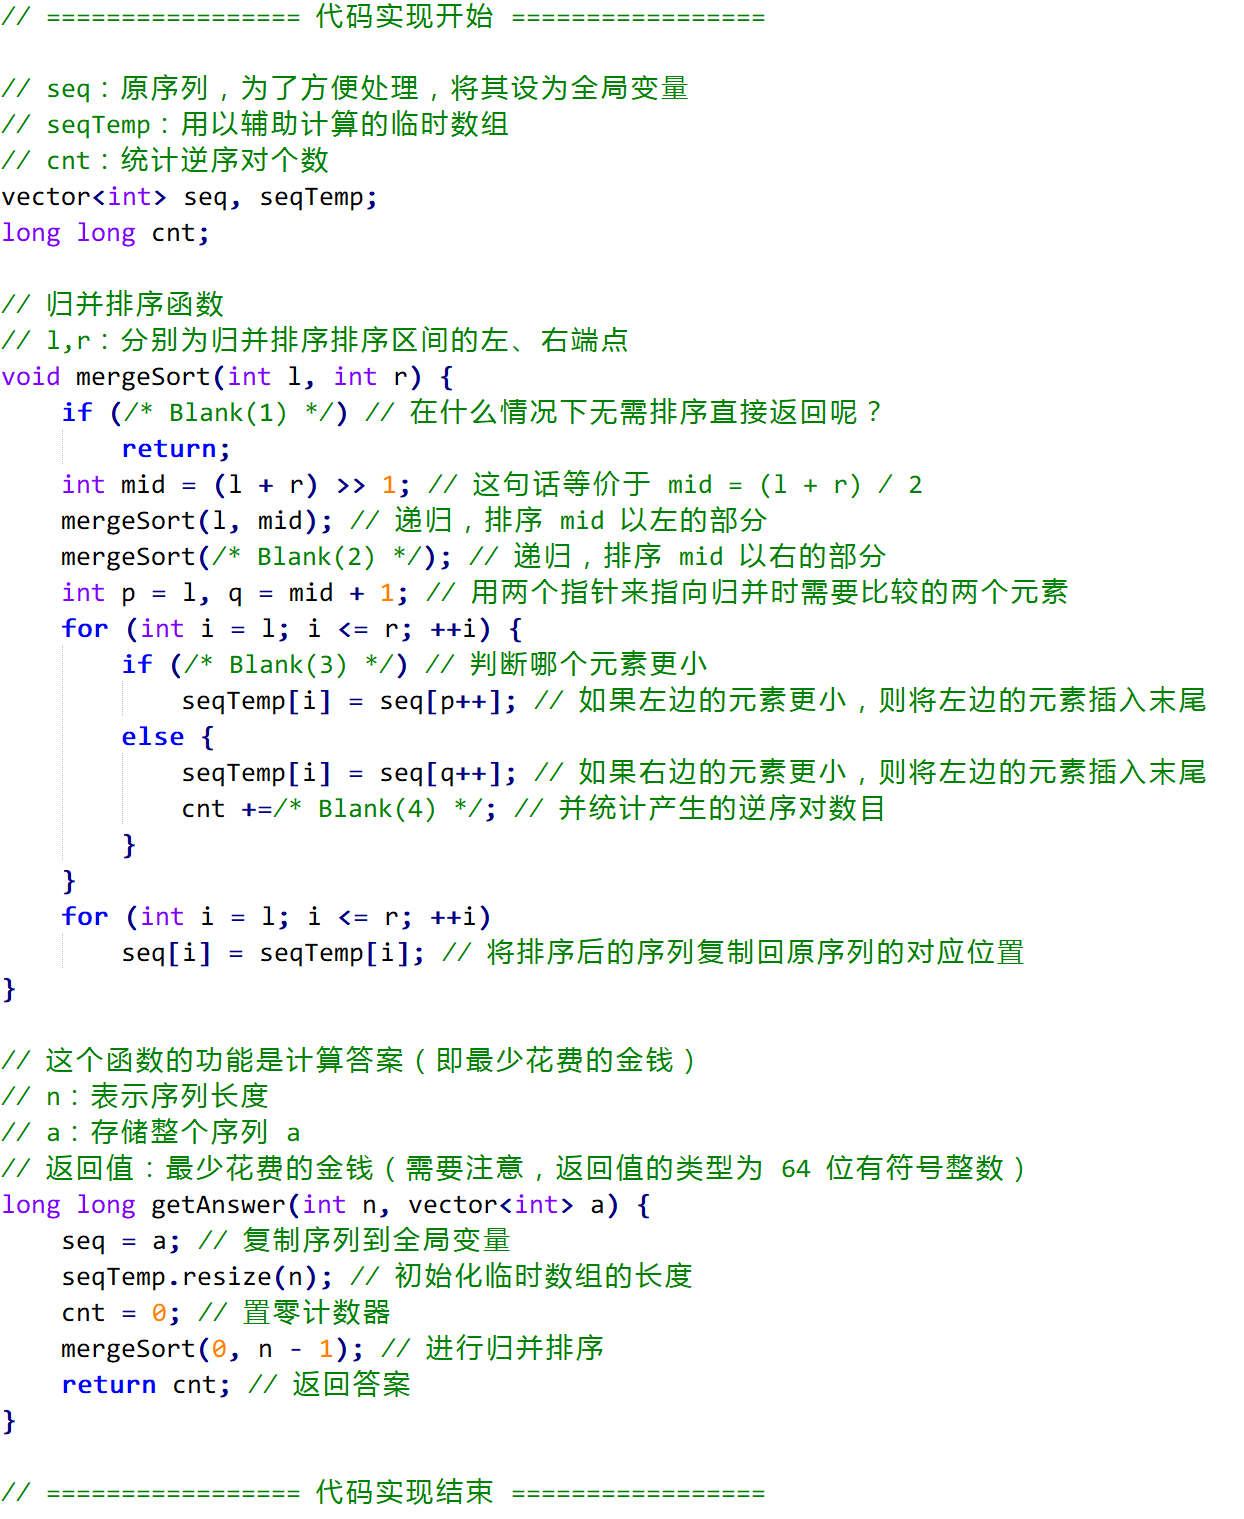 // ================= 代码实现开始 =================
// seq：原序列，为了方便处理，将其设为全局变量
// seqTemp：用以辅助计算的临时数组
// cnt：统计逆序对个数
vector<int> seq, seqTemp;
long long cnt;
// 归并排序函数
// l,r：分别为归并排序排序区间的左、右端点
void mergeSort(int l, int r) {
    if (/* Blank(1) */) // 在什么情况下无需排序直接返回呢？
        return;
    int mid = (l + r) >> 1; // 这句话等价于 mid = (l + r) / 2
    mergeSort(l, mid); // 递归，排序 mid 以左的部分
    mergeSort(/* Blank(2) */); // 递归，排序 mid 以右的部分
    int p = l, q = mid + 1; // 用两个指针来指向归并时需要比较的两个元素
    for (int i = l; i <= r; ++i) {
        if (/* Blank(3) */) // 判断哪个元素更小
            seqTemp[i] = seq[p++]; // 如果左边的元素更小，则将左边的元素插入末尾
        else {
            seqTemp[i] = seq[q++]; // 如果右边的元素更小，则将左边的元素插入末尾
            cnt +=/* Blank(4) */; // 并统计产生的逆序对数目
        }
    }
    for (int i = l; i <= r; ++i)
        seq[i] = seqTemp[i]; // 将排序后的序列复制回原序列的对应位置
}
// 这个函数的功能是计算答案（即最少花费的金钱）
// n：表示序列长度
// a：存储整个序列 a
// 返回值：最少花费的金钱（需要注意，返回值的类型为 64 位有符号整数）
long long getAnswer(int n, vector<int> a) {
    seq = a; // 复制序列到全局变量
    seqTemp.resize(n); // 初始化临时数组的长度
    cnt = 0; // 置零计数器
    mergeSort(0, n - 1); // 进行归并排序
    return cnt; // 返回答案
}
// ================= 代码实现结束 =================